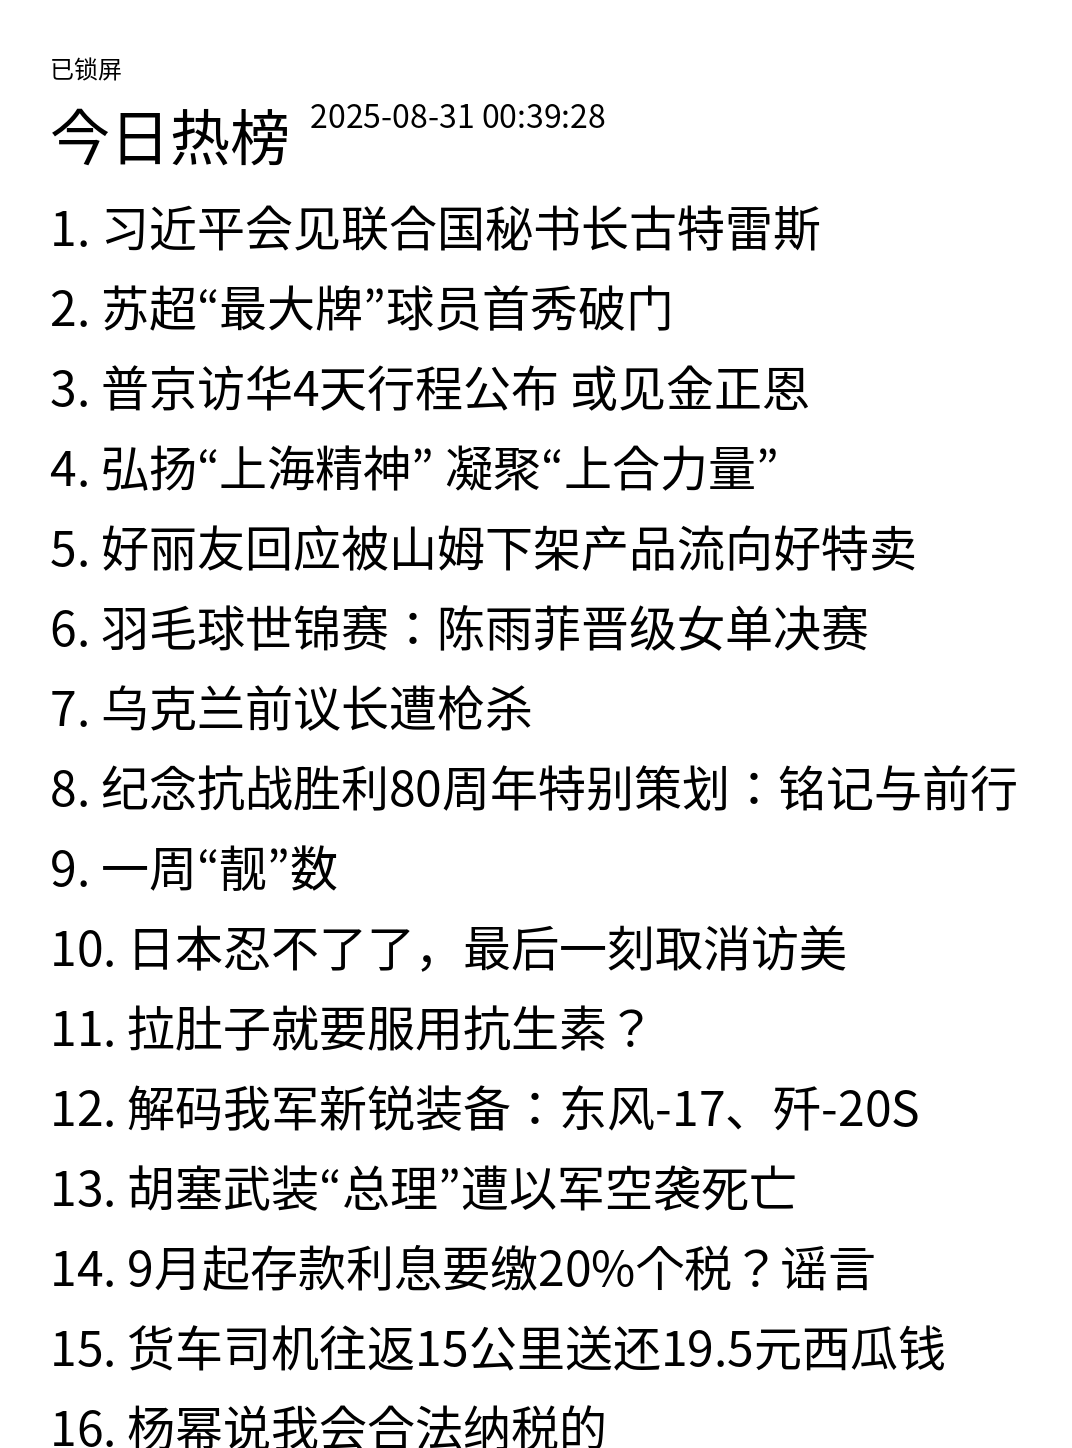 已锁屏
今日热榜 2025-08-31 00:39:28
1. 习近平会见联合国秘书长古特雷斯
2. 苏超“最大牌”球员首秀破门
3. 普京访华4天行程公布 或见金正恩
4. 弘扬“上海精神” 凝聚“上合力量”
5. 好丽友回应被山姆下架产品流向好特卖
6. 羽毛球世锦赛：陈雨菲晋级女单决赛
7. 乌克兰前议长遭枪杀
8. 纪念抗战胜利80周年特别策划：铭记与前行
9. 一周“靓”数
10. 日本忍不了了，最后一刻取消访美
11. 拉肚子就要服用抗生素？
12. 解码我军新锐装备：东风-17、歼-20S
13. 胡塞武装“总理”遭以军空袭死亡
14. 9月起存款利息要缴20%个税？谣言
15. 货车司机往返15公里送还19.5元西瓜钱
16. 杨幂说我会合法纳税的